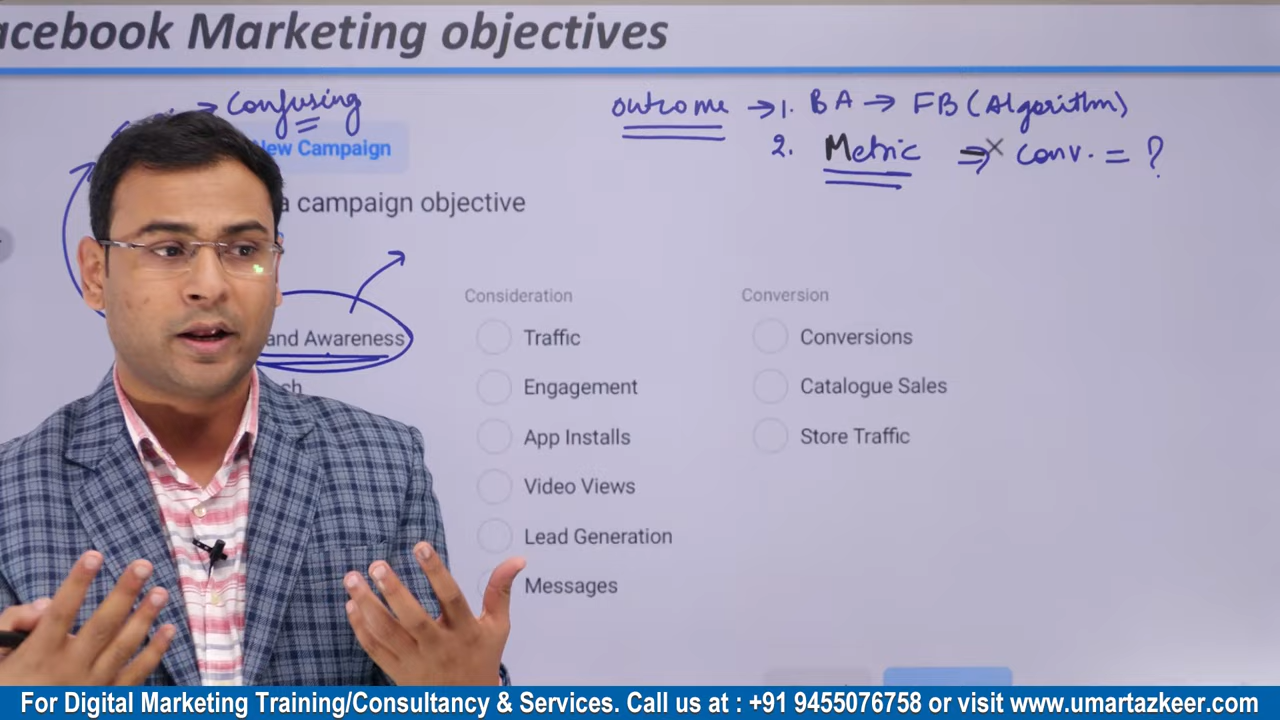 acebook Marketing objectives
Confusing
outcome → 1. BA → FB (Algorithm)
2. Metric ⇒ × Conv. = ?
New Campaign
a campaign objective
and Awareness
ch
Consideration
Traffic
Engagement
App Installs
Video Views
Lead Generation
Messages
Conversion
Conversions
Catalogue Sales
Store Traffic
For Digital Marketing Training/Consultancy & Services. Call us at : +91 9455076758 or visit www.umartazkeer.com